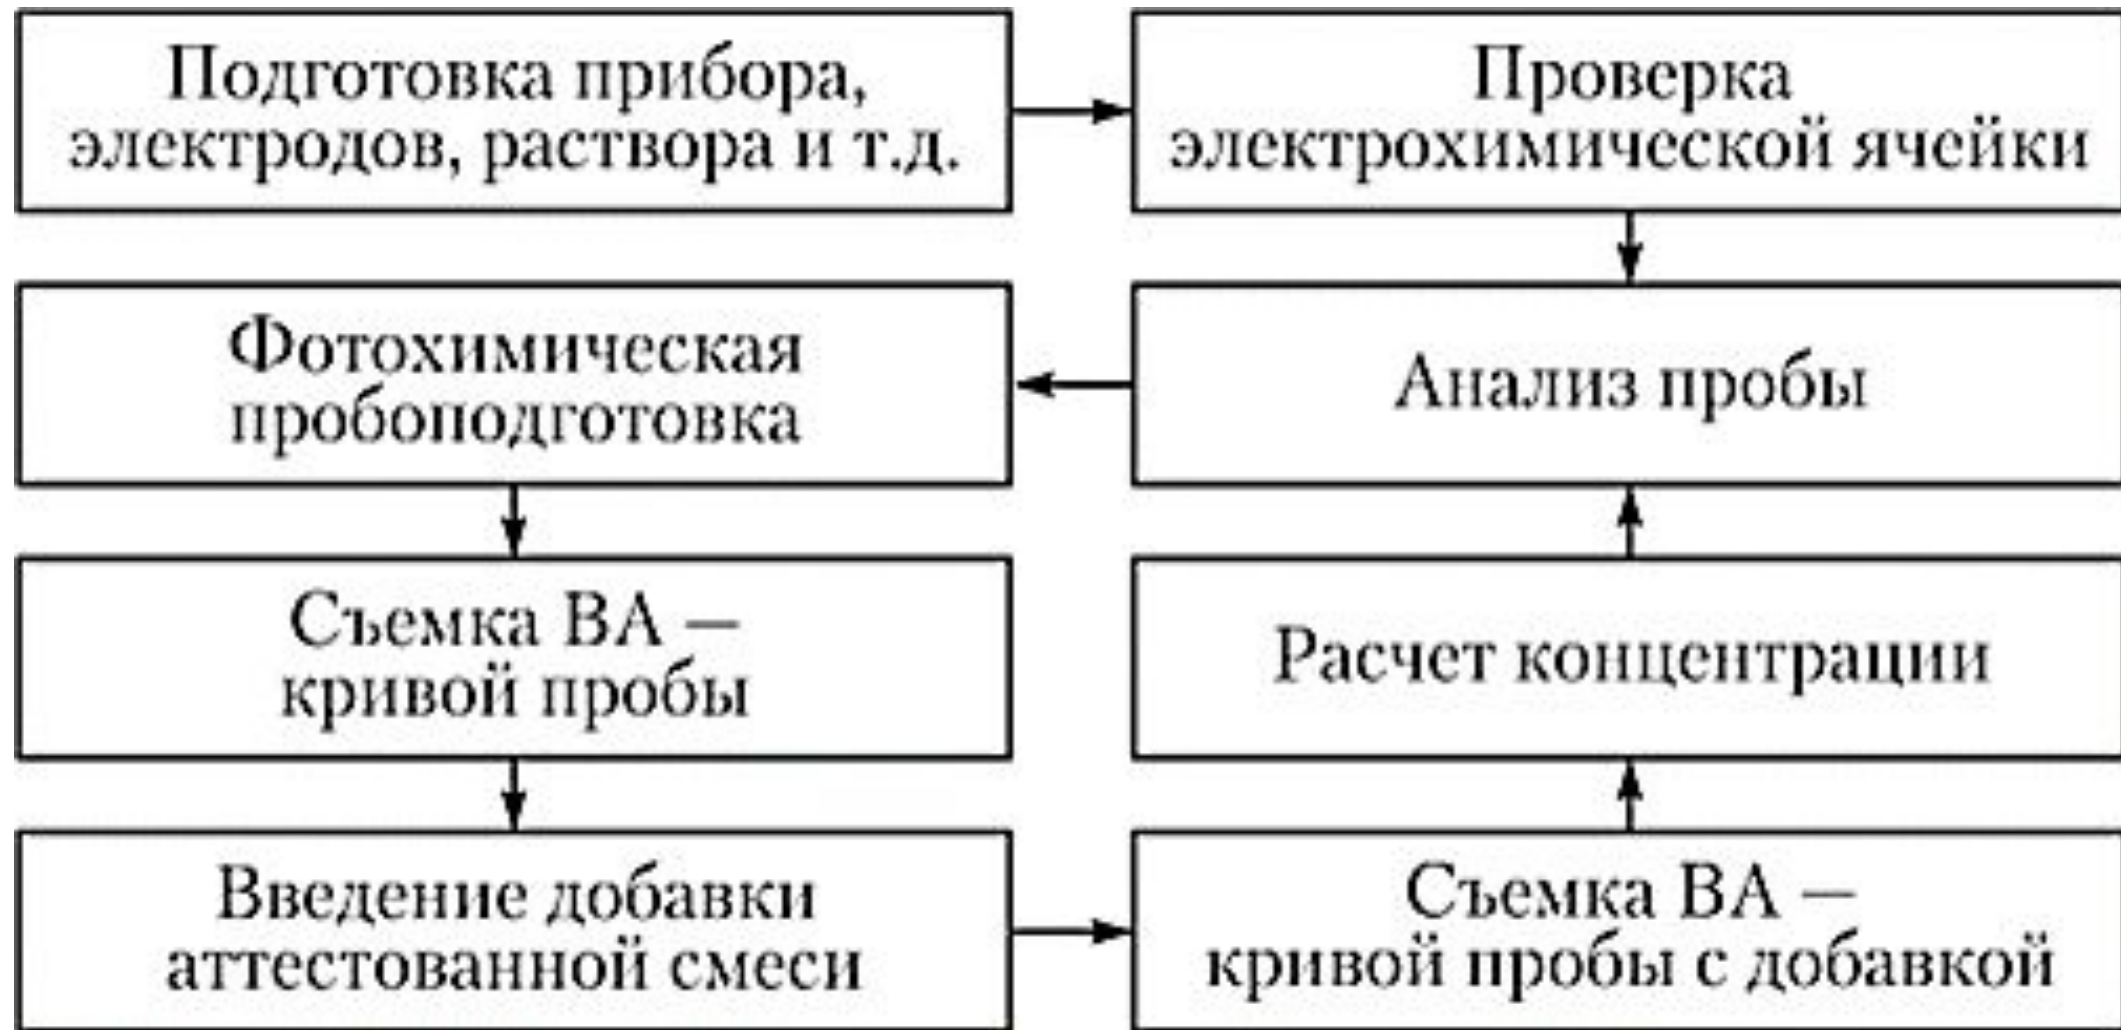 Подготовка прибора,
электродов, раствора и т.д.
Проверка
электрохимической ячейки
Фотохимическая
пробоподготовка
Анализ пробы
Съемка ВА —
кривой пробы
Расчет концентрации
Введение добавки
аттестованной смеси
Съемка ВА —
кривой пробы с добавкой